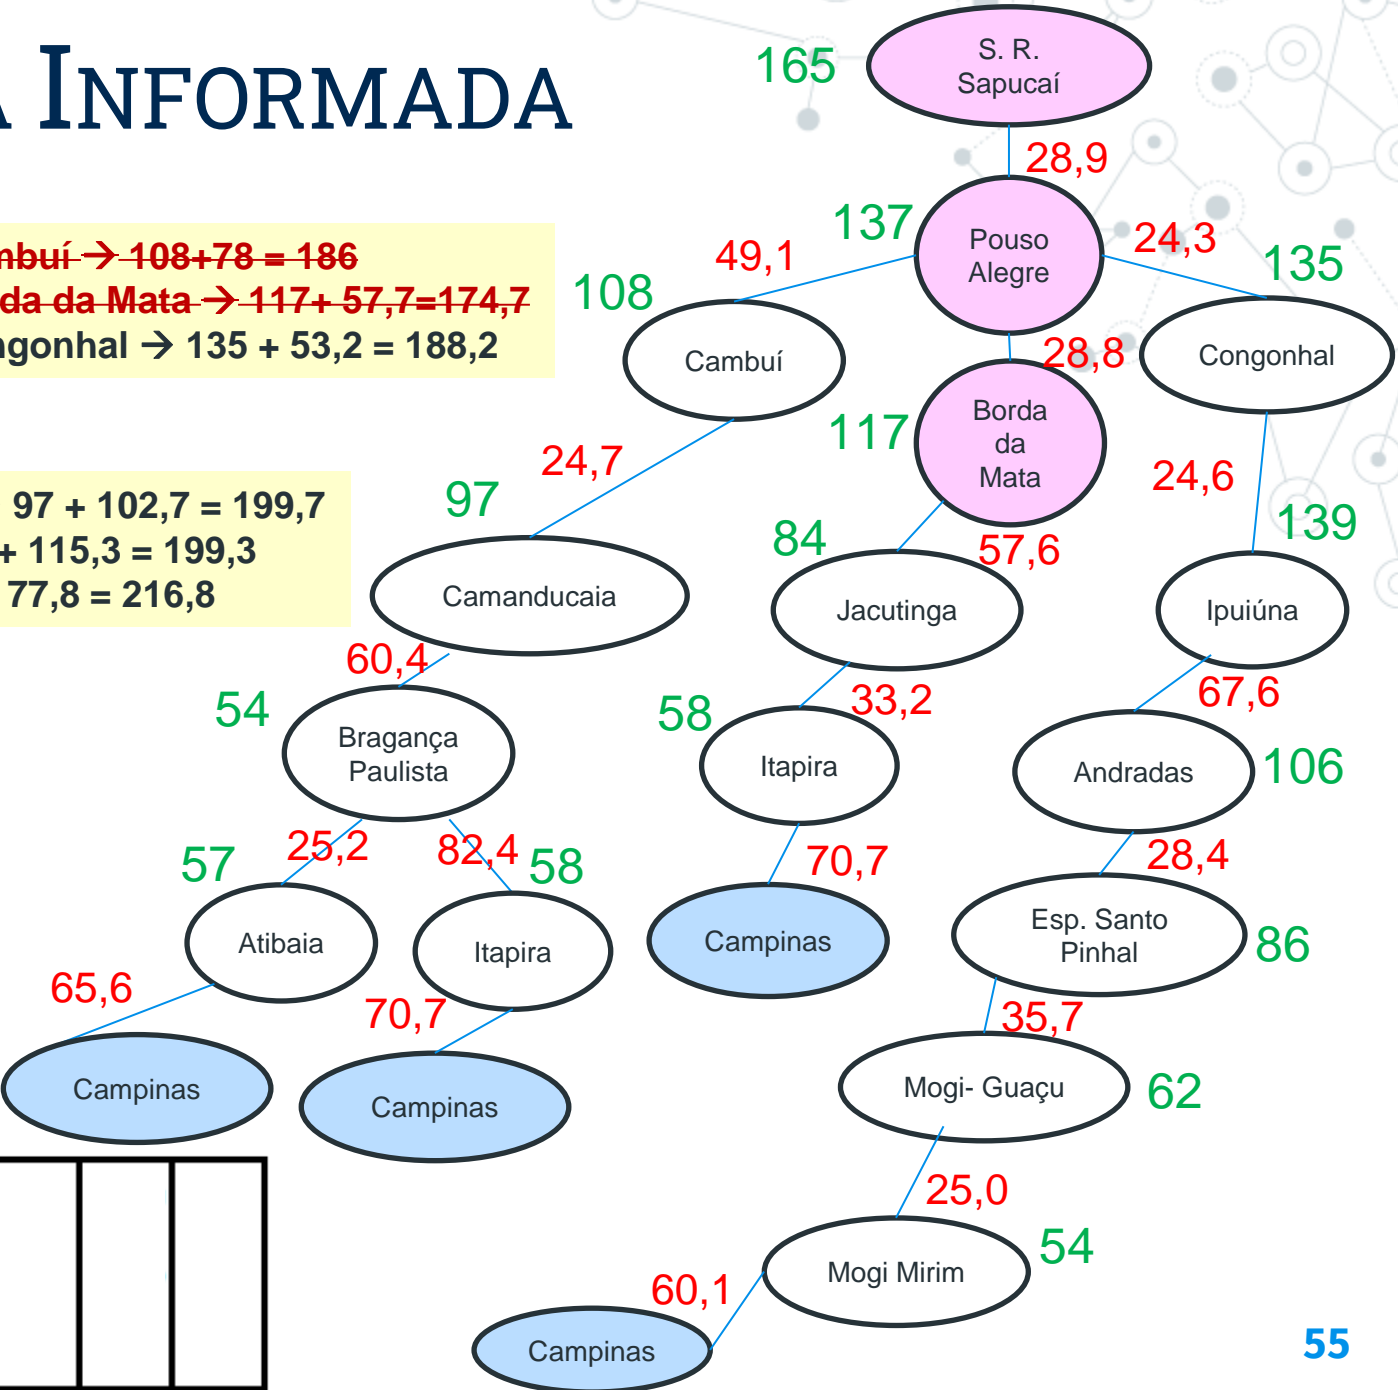 A INFORMADA
mbuí → 108+78 = 186
da da Mata → 117+ 57,7=174,7
ngonhal → 135 + 53,2 = 188,2
97 + 102,7 = 199,7
+ 115,3 = 199,3
77,8 = 216,8
165
S. R.
Sapucaí
28,9
137
Pouso
Alegre
49,1
24,3
108
135
Cambuí
28,8
Congonhal
117
Borda
da
Mata
24,7
24,6
97
84
57,6
139
Camanducaia
Jacutinga
Ipuiúna
60,4
33,2
67,6
54
Bragança
Paulista
58
Itapira
Andradas
106
25,2
82,4
70,7
28,4
57
58
Atibaia
Itapira
Campinas
Esp. Santo
Pinhal
86
65,6
70,7
35,7
Campinas
Campinas
Mogi- Guaçu
62
25,0
Mogi Mirim
54
60,1
Campinas
55